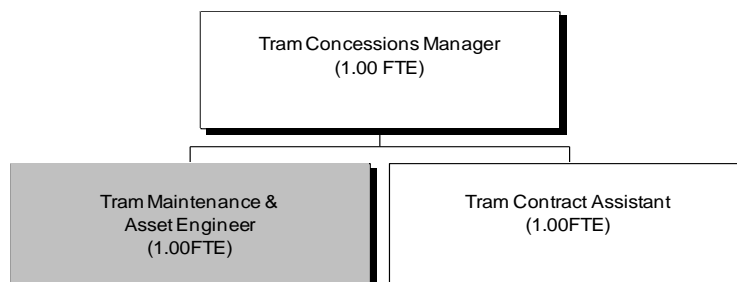 Tram Concessions Manager
(1.00 FTE)
Tram Maintenance &
Asset Engineer
(1.00FTE)
Tram Contract Assistant
(1.00FTE)